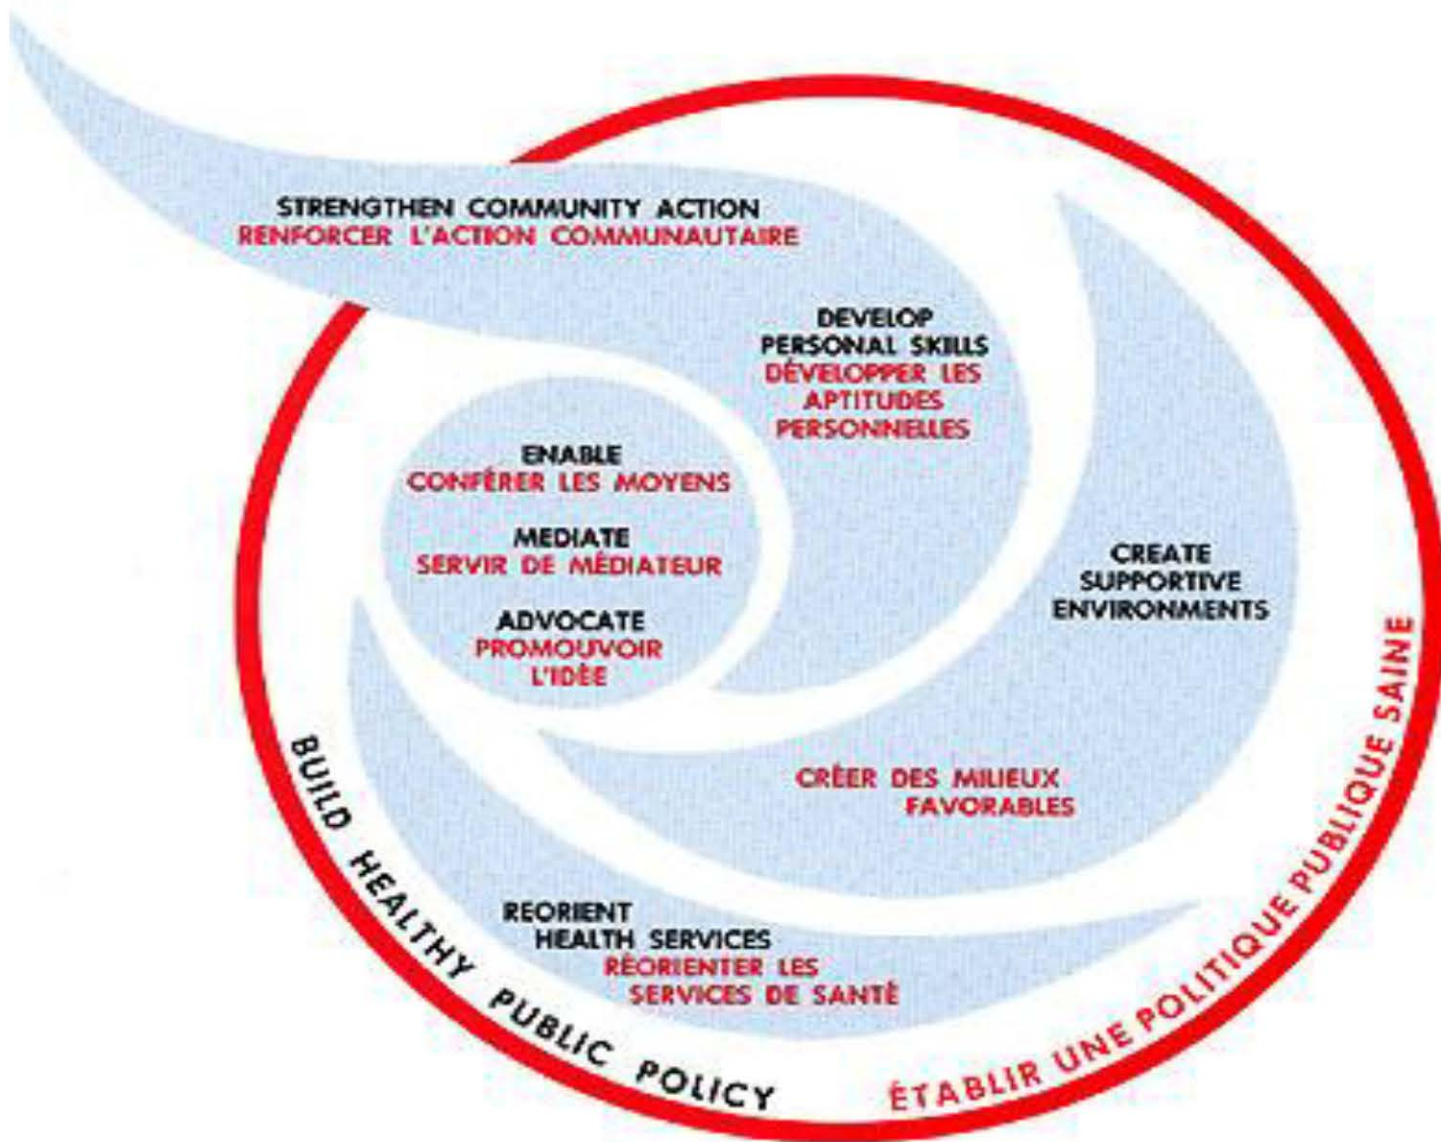 STRENGTHEN COMMUNITY ACTION
RENFORCER L'ACTION COMMUNAUTAIRE
DEVELOP
PERSONAL SKILLS
DÉVELOPPER LES
APTITUDES
PERSONNELLES
ENABLE
CONFÉRER LES MOYENS
MEDIATE
SERVIR DE MÉDIATEUR
ADVOCATE
PROMOUVOIR
L'IDÉE
CREATE
SUPPORTIVE
ENVIRONMENTS
CRÉER DES MILIEUX
FAVORABLES
REORIENT
HEALTH SERVICES
RÉORIENTER LES
SERVICES DE SANTÉ
BUILD HEALTHY PUBLIC POLICY
ÉTABLIR UNE POLITIQUE PUBLIQUE SAINE